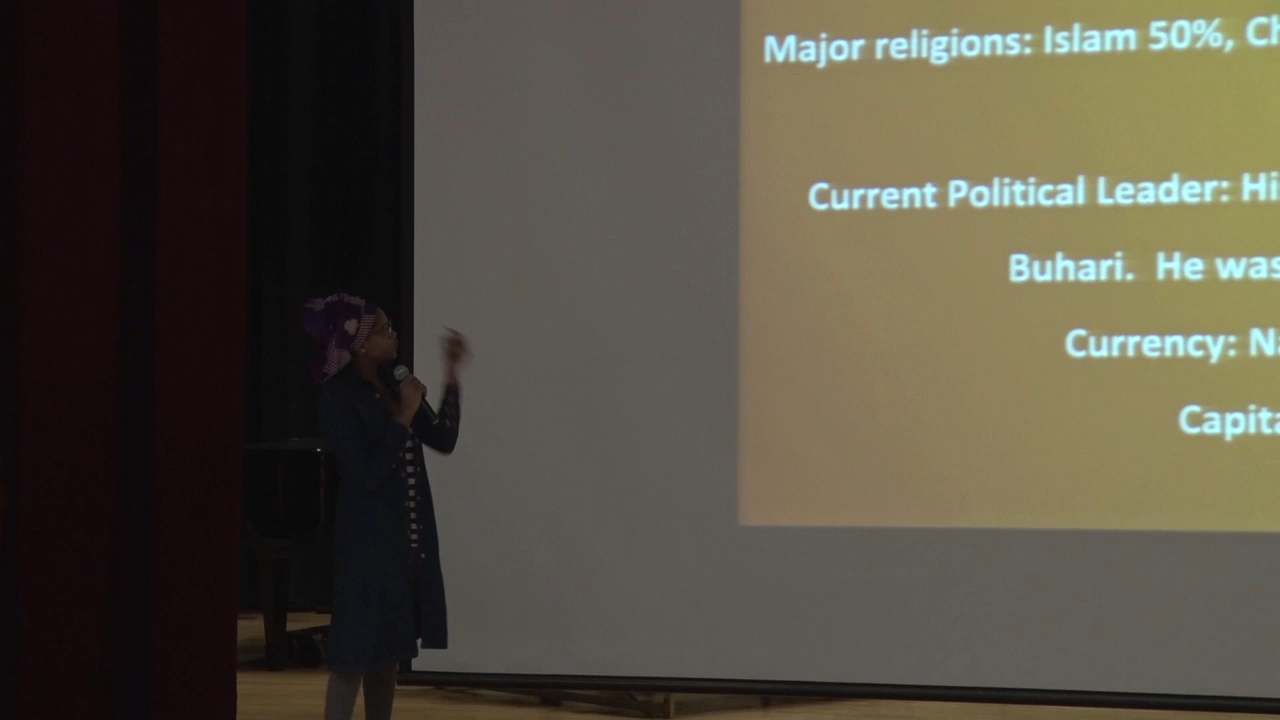 Major religions: Islam 50%, Ch
Current Political Leader: Hi
Buhari. He was
Currency: Na
Capita